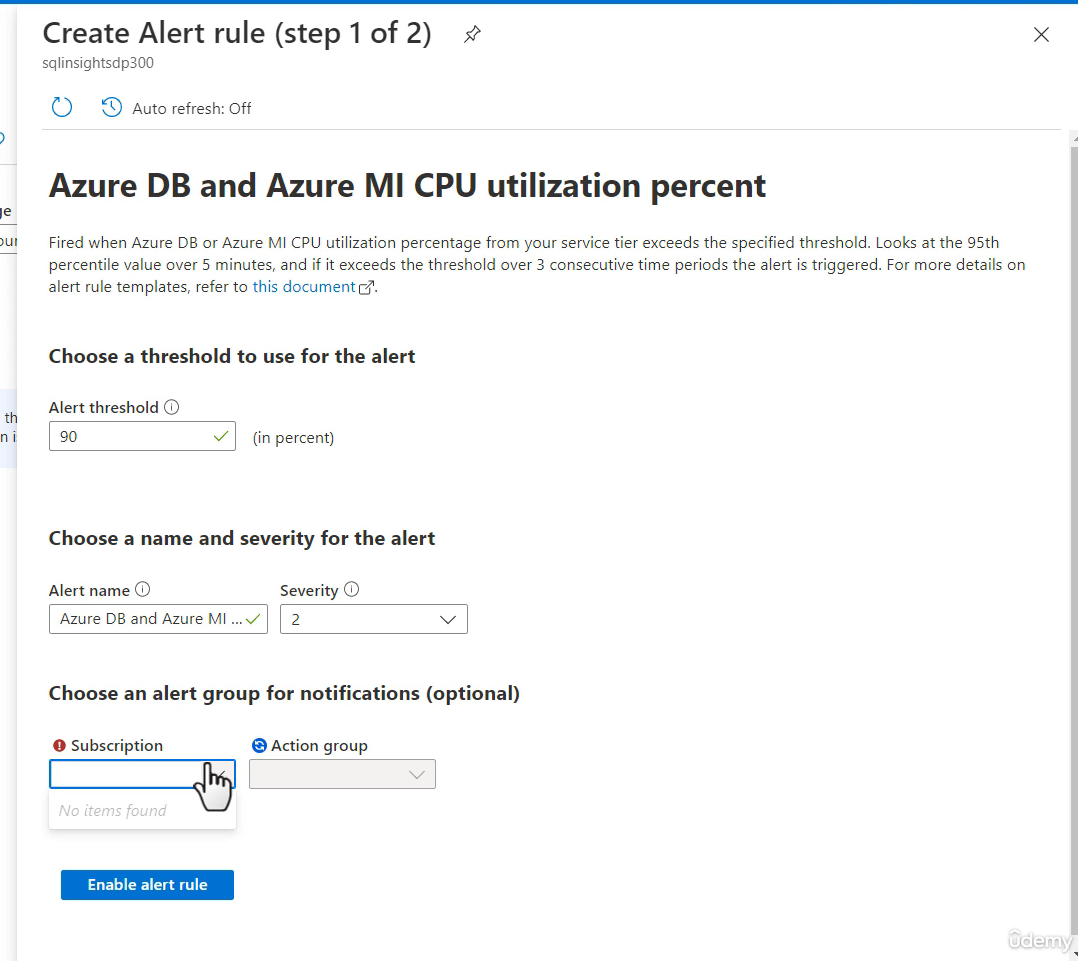 Create Alert rule (step 1 of 2)
sqlinsightsdp300
Auto refresh: Off
Azure DB and Azure MI CPU utilization percent
Fired when Azure DB or Azure MI CPU utilization percentage from your service tier exceeds the specified threshold. Looks at the 95th
percentile value over 5 minutes, and if it exceeds the threshold over 3 consecutive time periods the alert is triggered. For more details on
alert rule templates, refer to this document.
Choose a threshold to use for the alert
Alert threshold
90 (in percent)
Choose a name and severity for the alert
Alert name Severity
Azure DB and Azure MI ... 2
Choose an alert group for notifications (optional)
Subscription Action group
No items found
Enable alert rule
ûdemy